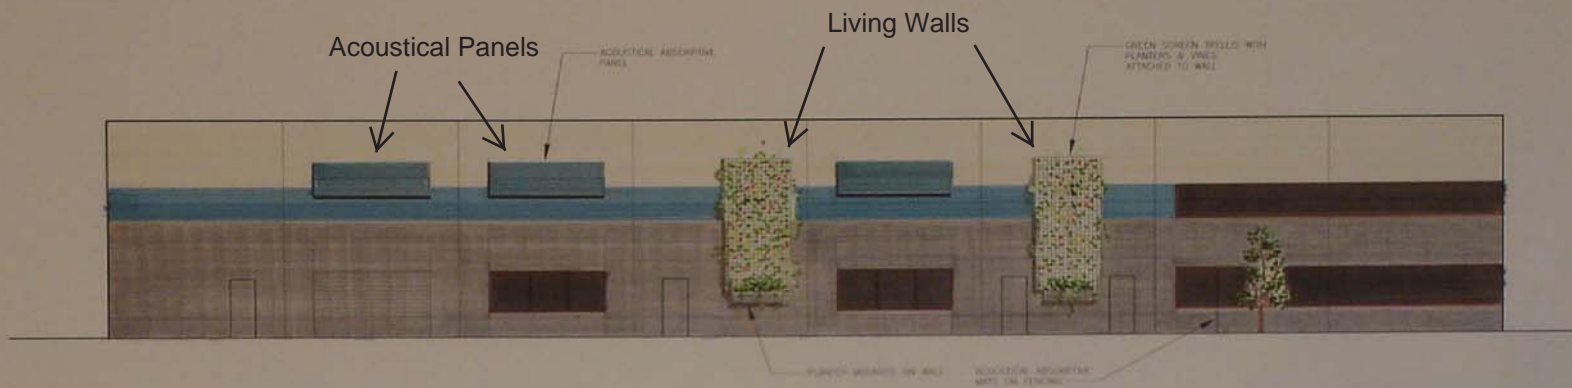 Acoustical Panels
Living Walls
ACOUSTICAL ABSORPTIVE
PANEL
GREEN SCREEN TRELLIS WITH
PLANTERS & VINES
ATTACHED TO WALL
PLANTER MOUNTED ON WALL
ACOUSTICAL ABSORPTIVE
MATS ON FENCING